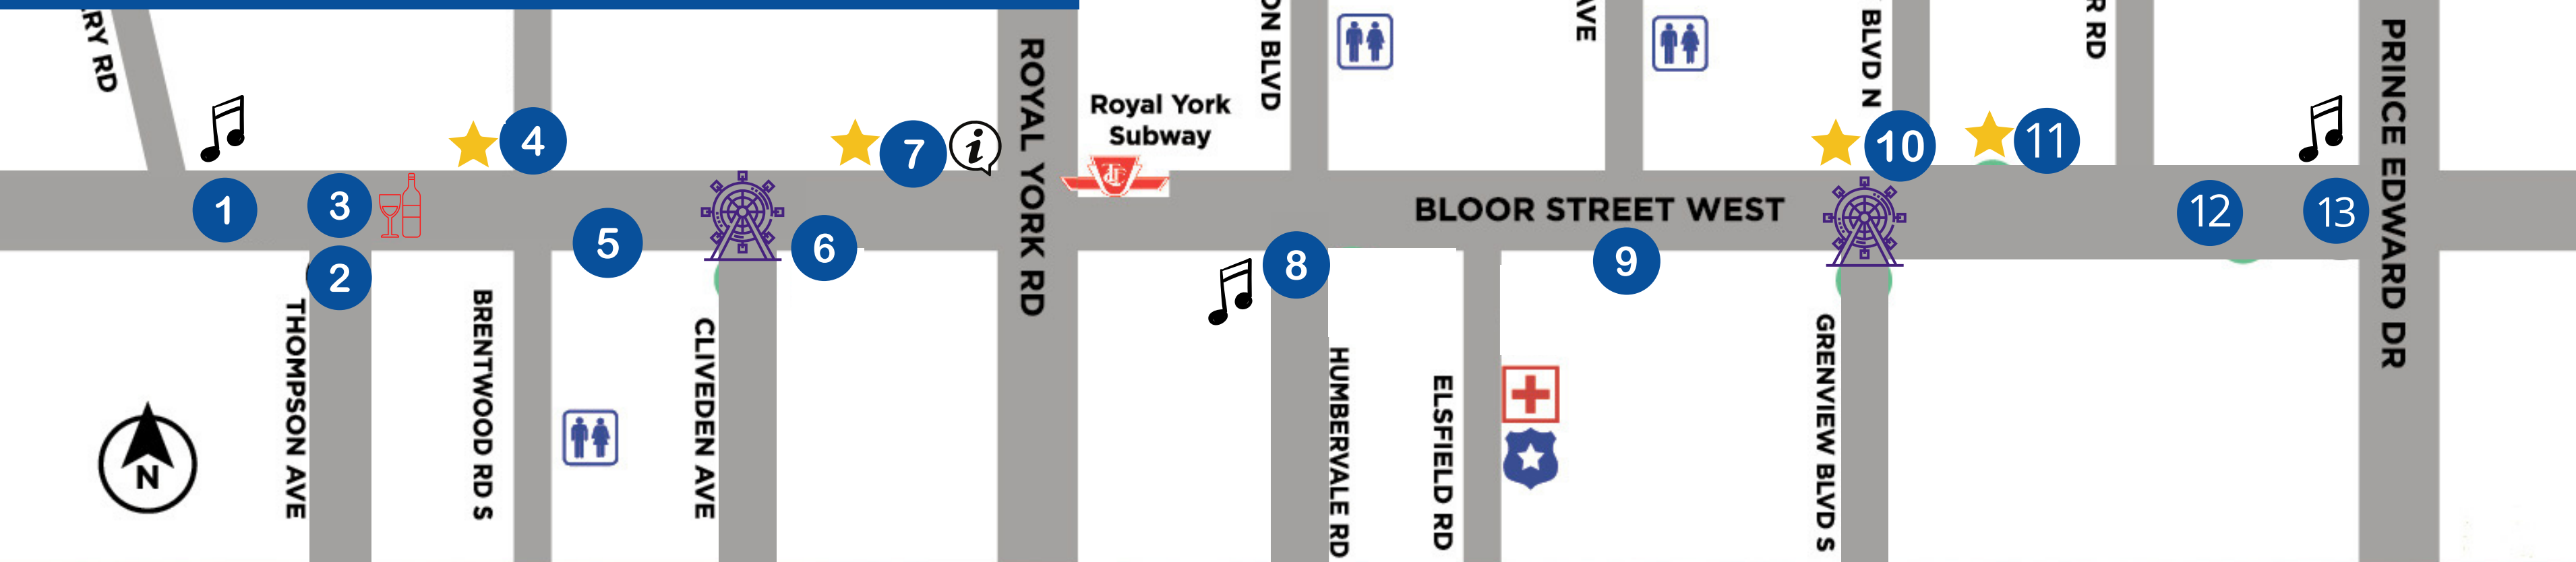 ERY RD
ROYAL YORK RD
Royal York
Subway
ON BLVD
AVE
BLVD N
R RD
PRINCE EDWARD DR
1
3
4
7
i
10
11
2
5
6
8
BLOOR STREET WEST
9
12
13
THOMPSON AVE
BRENTWOOD RD S
CLIVEDEN AVE
HUMBERVALE RD
ELSFIELD RD
GRENVIEW BLVD S
N